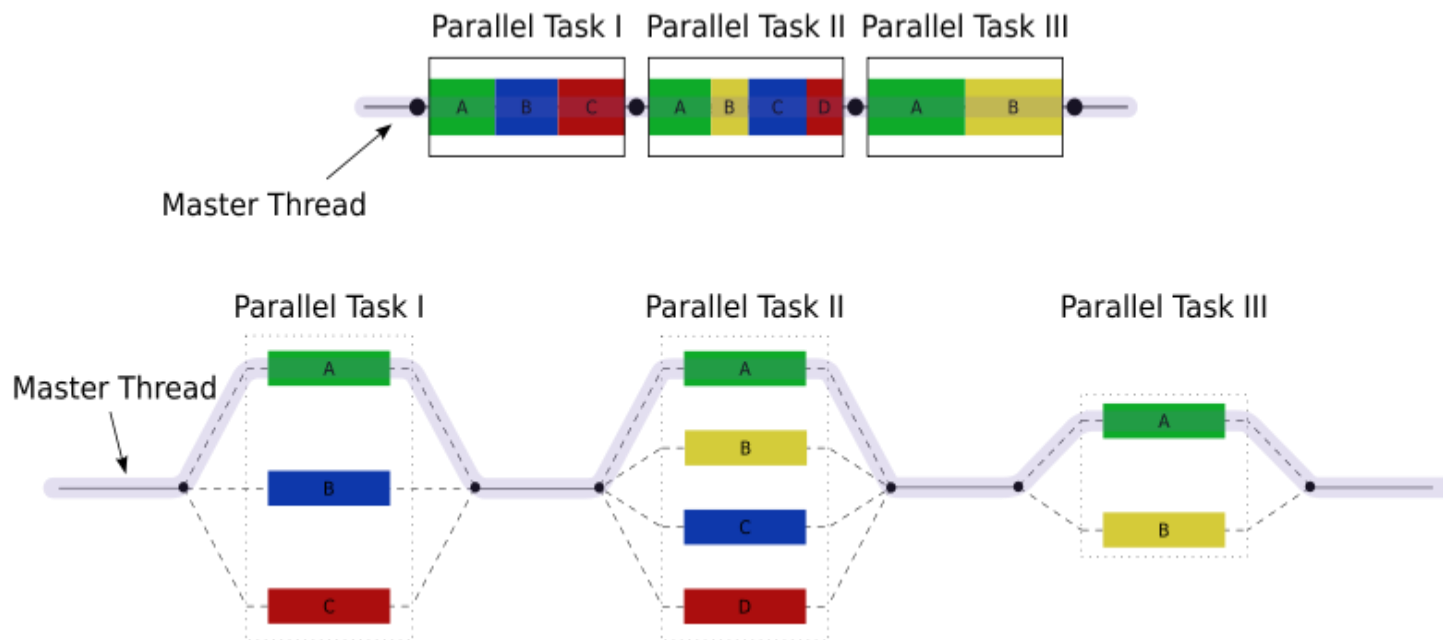 Parallel Task I
Parallel Task II
Parallel Task III
A B C
A B C D
A B
Master Thread
Parallel Task I
Parallel Task II
Parallel Task III
A
A
Master Thread
A
B
B
C
B
C
D